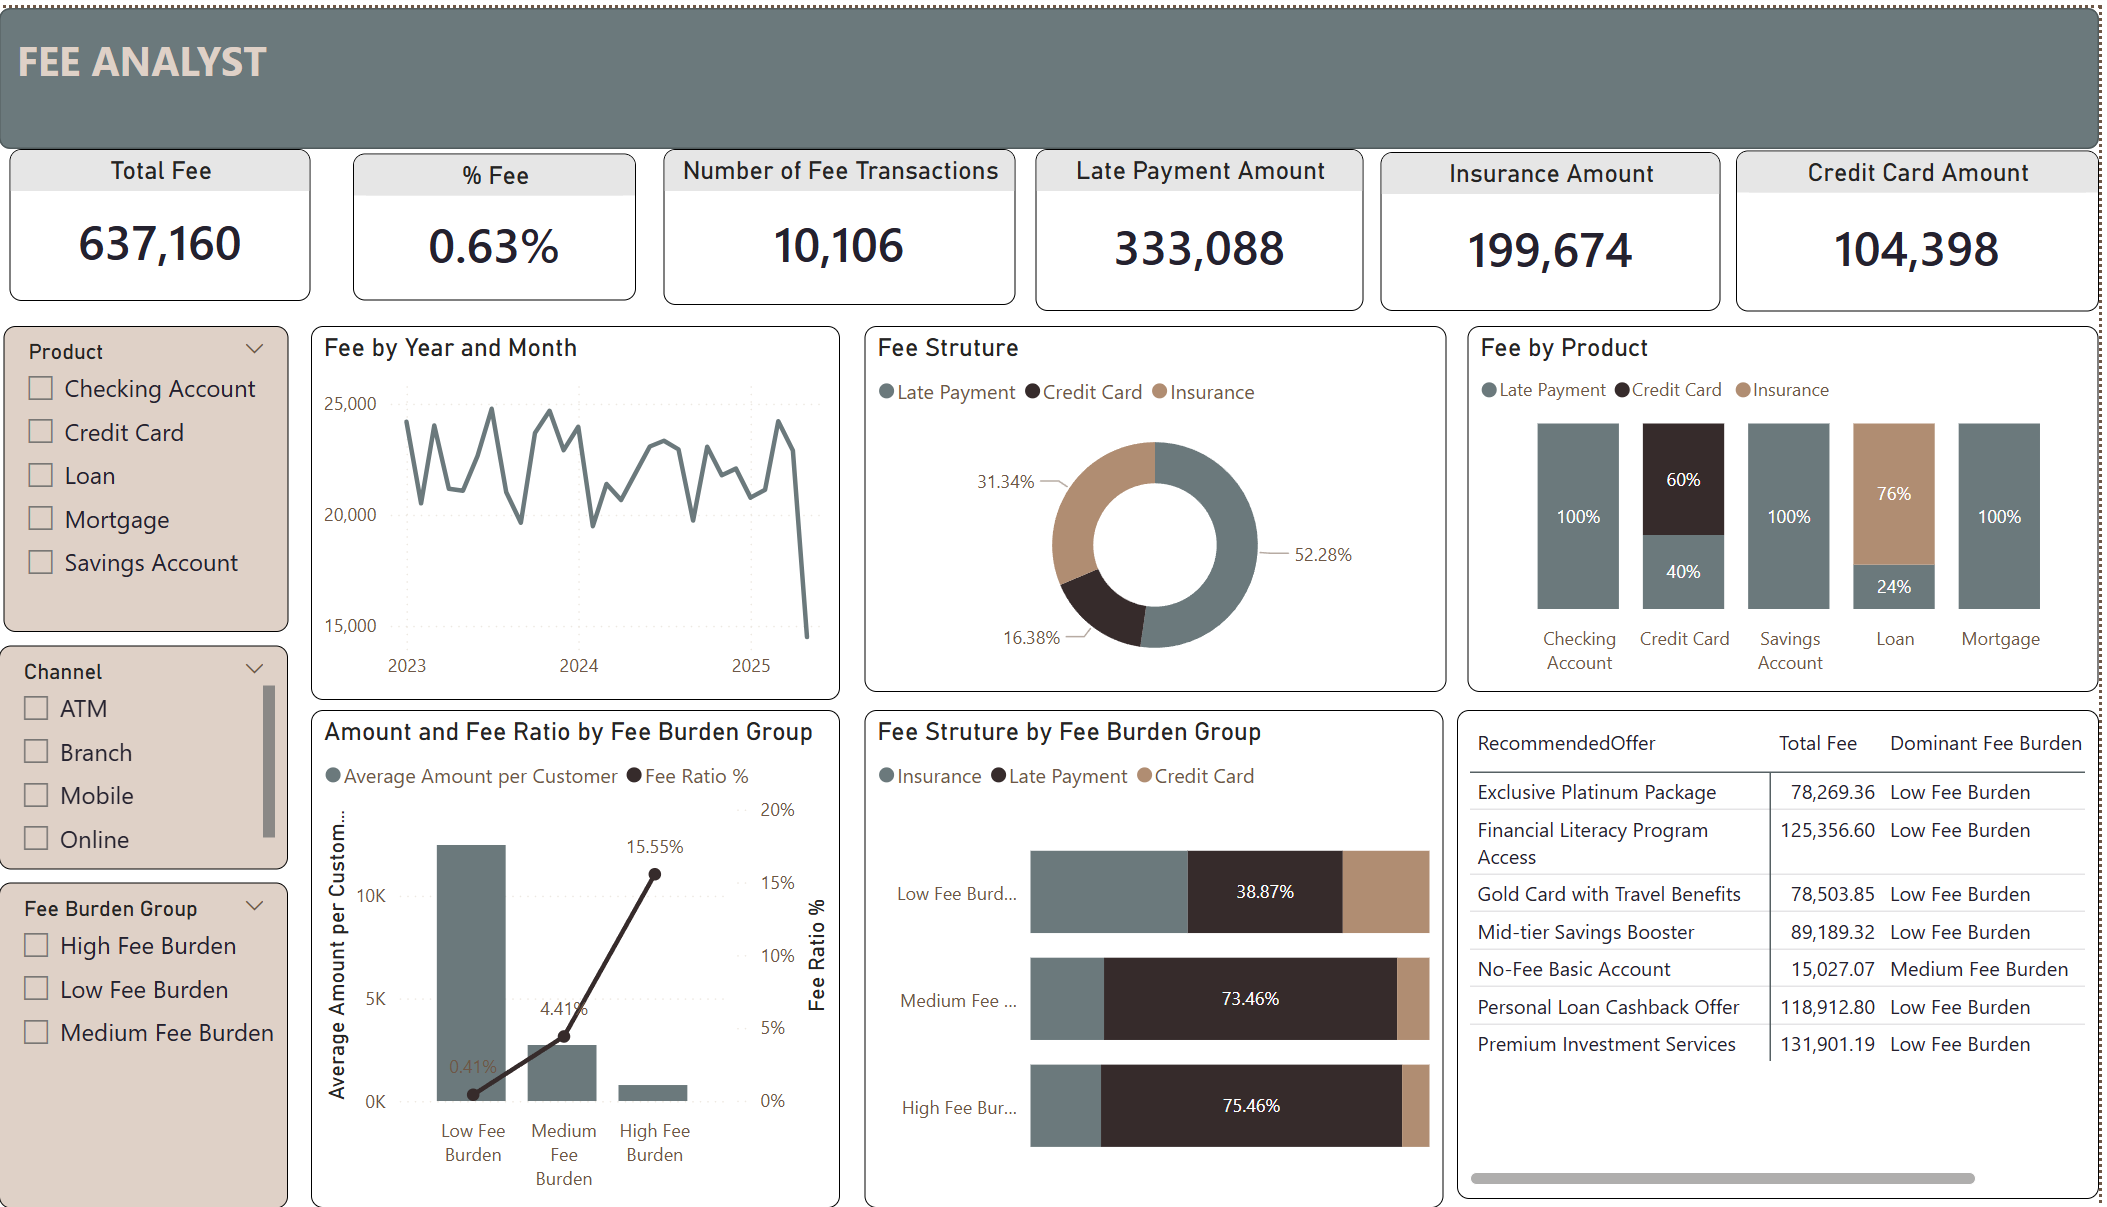 FEE ANALYST
Total Fee
637,160
% Fee
0.63%
Number of Fee Transactions
10,106
Late Payment Amount
333,088
Insurance Amount
199,674
Credit Card Amount
104,398
Product
Checking Account
Credit Card
Loan
Mortgage
Savings Account
Channel
ATM
Branch
Mobile
Online
Fee Burden Group
High Fee Burden
Low Fee Burden
Medium Fee Burden
Fee by Year and Month
25,000
20,000
15,000
2023 2024 2025
Fee Struture
Late Payment Credit Card Insurance
31.34%
52.28%
16.38%
Fee by Product
Late Payment Credit Card Insurance
100% 60% 100% 76% 100%
40% 24%
Checking Account
Credit Card
Savings Account
Loan
Mortgage
Amount and Fee Ratio by Fee Burden Group
Average Amount per Customer Fee Ratio %
Average Amount per Custom...
10K
5K
0K
20%
15%
10%
5%
0%
Fee Ratio %
0.41%
4.41%
15.55%
Low Fee Burden
Medium Fee Burden
High Fee Burden
Fee Struture by Fee Burden Group
Insurance Late Payment Credit Card
Low Fee Burd... 38.87%
Medium Fee ... 73.46%
High Fee Bur... 75.46%
RecommendedOffer Total Fee Dominant Fee Burden
Exclusive Platinum Package 78,269.36 Low Fee Burden
Financial Literacy Program 125,356.60 Low Fee Burden
Access
Gold Card with Travel Benefits 78,503.85 Low Fee Burden
Mid-tier Savings Booster 89,189.32 Low Fee Burden
No-Fee Basic Account 15,027.07 Medium Fee Burden
Personal Loan Cashback Offer 118,912.80 Low Fee Burden
Premium Investment Services 131,901.19 Low Fee Burden